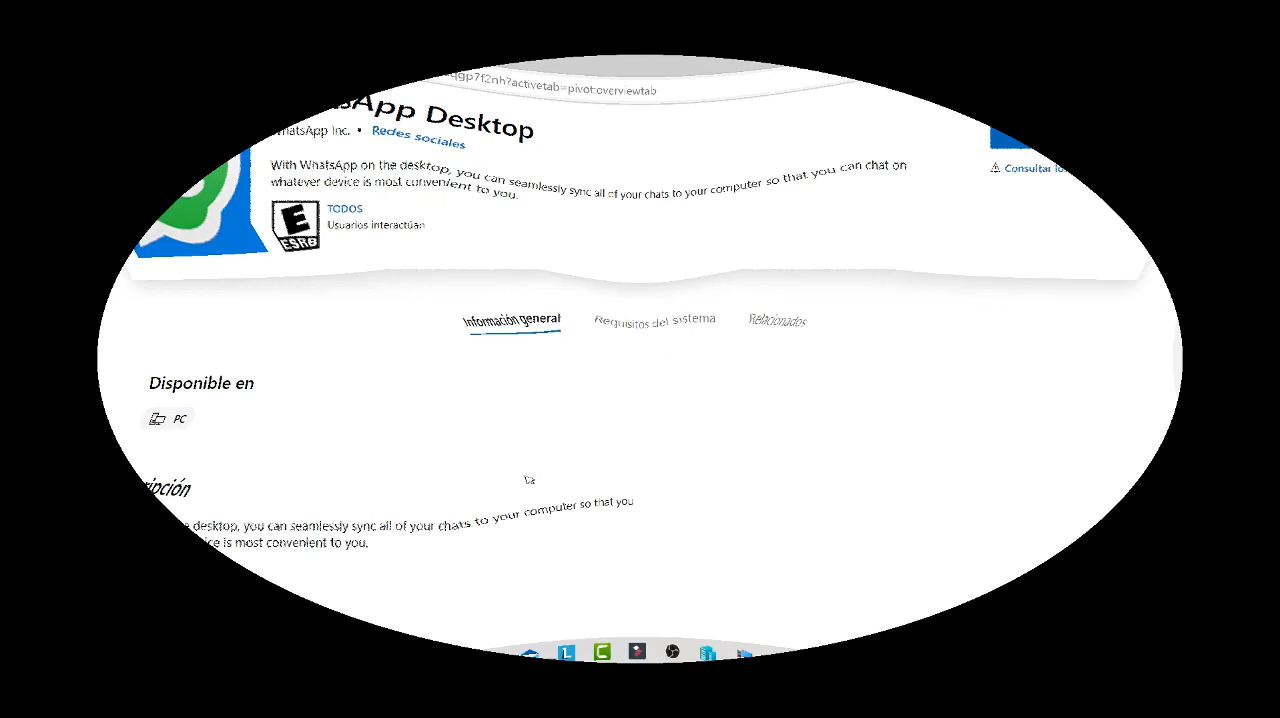 qgp7f2nh?activetab=pivot:overviewtab
App Desktop
WhatsApp Inc. • Redes sociales
With WhatsApp on the desktop, you can seamlessly sync all of your chats to your computer so that you can chat on
whatever device is most convenient to you.
E
ESRB
TODOS
Usuarios interactúan
Consultar
Información general
Requisitos del sistema
Relacionados
Disponible en
PC
ripción
desktop, you can seamlessly sync all of your chats to your computer so that you
is most convenient to you.
L
C